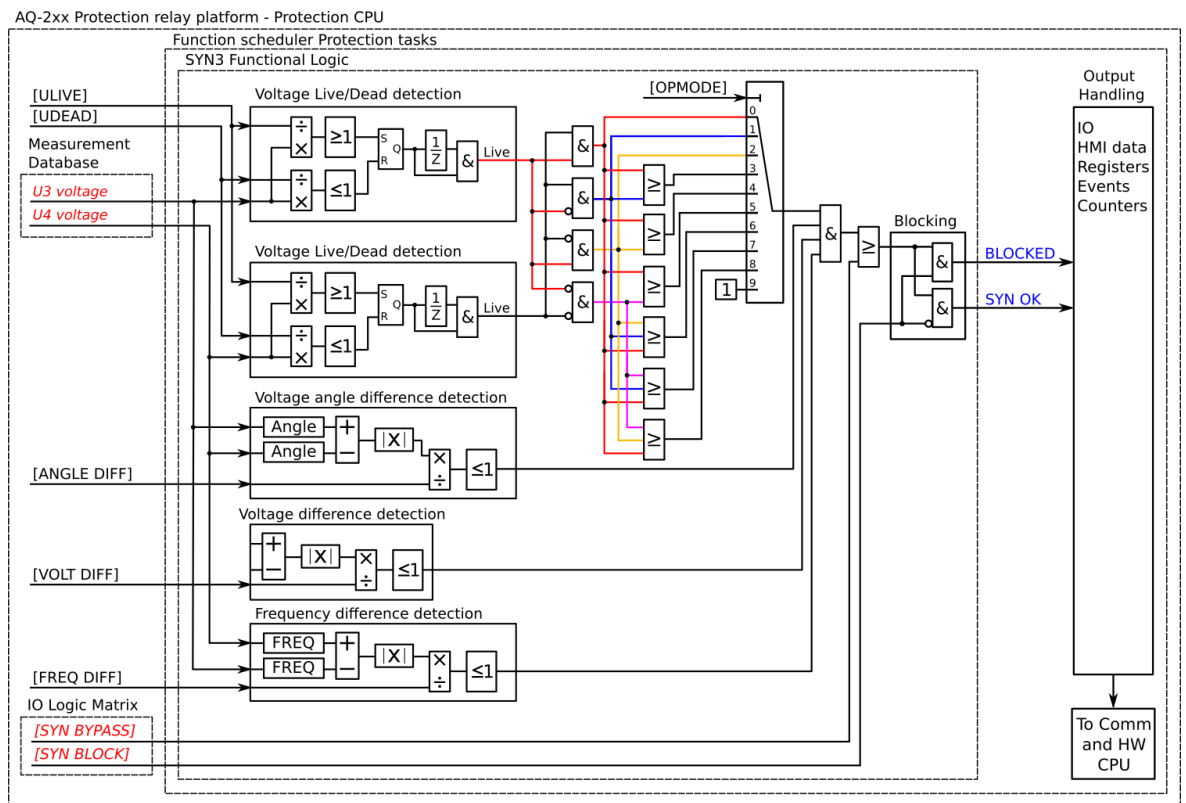 AQ-2xx Protection relay platform - Protection CPU
Function scheduler Protection tasks
SYN3 Functional Logic
[ULIVE]
[UDEAD]
Measurement
Database
U3 voltage
U4 voltage
Voltage Live/Dead detection
÷
×
≥1
÷
×
≤1
S
Q
R
1
Z
&
Live
Voltage Live/Dead detection
÷
×
≥1
÷
×
≤1
S
Q
R
1
Z
&
Live
&
&
&
&
≥
≥
≥
≥
≥
≥
[OPMODE]
0
1
2
3
4
5
6
7
8
9
1
&
≥
Blocking
&
&
BLOCKED
SYN OK
Output
Handling
IO
HMI data
Registers
Events
Counters
To Comm
and HW
CPU
Voltage angle difference detection
Angle
Angle
+
−
|X|
×
÷
≤1
[ANGLE DIFF]
Voltage difference detection
+
−
|X|
×
÷
≤1
[VOLT DIFF]
Frequency difference detection
FREQ
FREQ
+
−
|X|
×
÷
≤1
[FREQ DIFF]
IO Logic Matrix
[SYN BYPASS]
[SYN BLOCK]